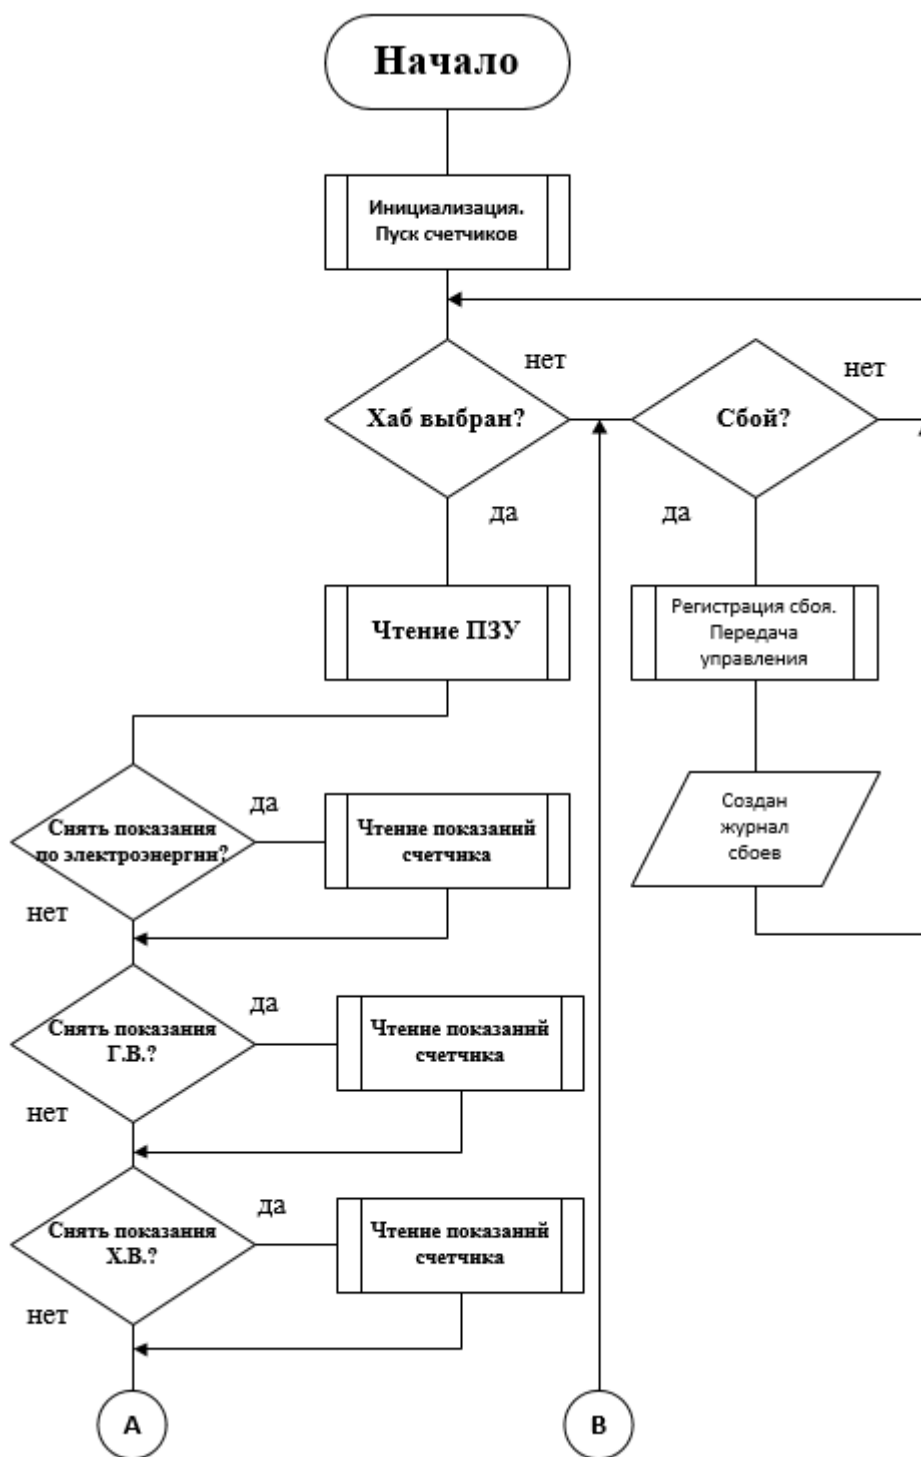 Начало
Инициализация.
Пуск счетчиков
нет
нет
Хаб выбран?
Сбой?
да
да
Чтение ПЗУ
Регистрация сбоя.
Передача
управления
да
Снять показания
по электроэнергии?
Чтение показаний
счетчика
Создан
журнал
сбоев
нет
да
Снять показания
Г.В.?
Чтение показаний
счетчика
нет
да
Снять показания
Х.В.?
Чтение показаний
счетчика
нет
А
В